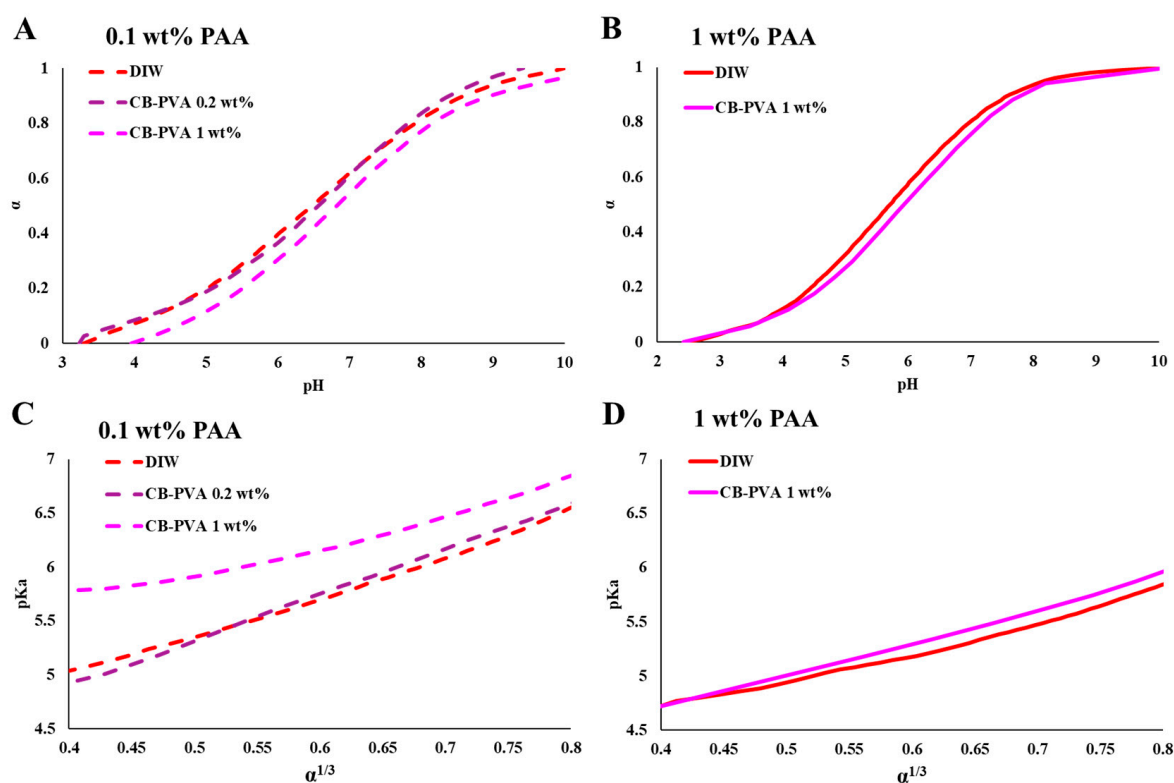 A
0.1 wt% PAA
DIW
CB-PVA 0.2 wt%
CB-PVA 1 wt%
1
0.8
0.6
0.4
0.2
0
α
3 4 5 6 7 8 9 10
pH
B
1 wt% PAA
DIW
CB-PVA 1 wt%
1
0.8
0.6
0.4
0.2
0
α
2 3 4 5 6 7 8 9 10
pH
C
0.1 wt% PAA
DIW
CB-PVA 0.2 wt%
CB-PVA 1 wt%
7
6.5
6
5.5
5
4.5
pKa
0.4 0.45 0.5 0.55 0.6 0.65 0.7 0.75 0.8
α1/3
D
1 wt% PAA
DIW
CB-PVA 1 wt%
7
6.5
6
5.5
5
4.5
pKa
0.4 0.45 0.5 0.55 0.6 0.65 0.7 0.75 0.8
α1/3